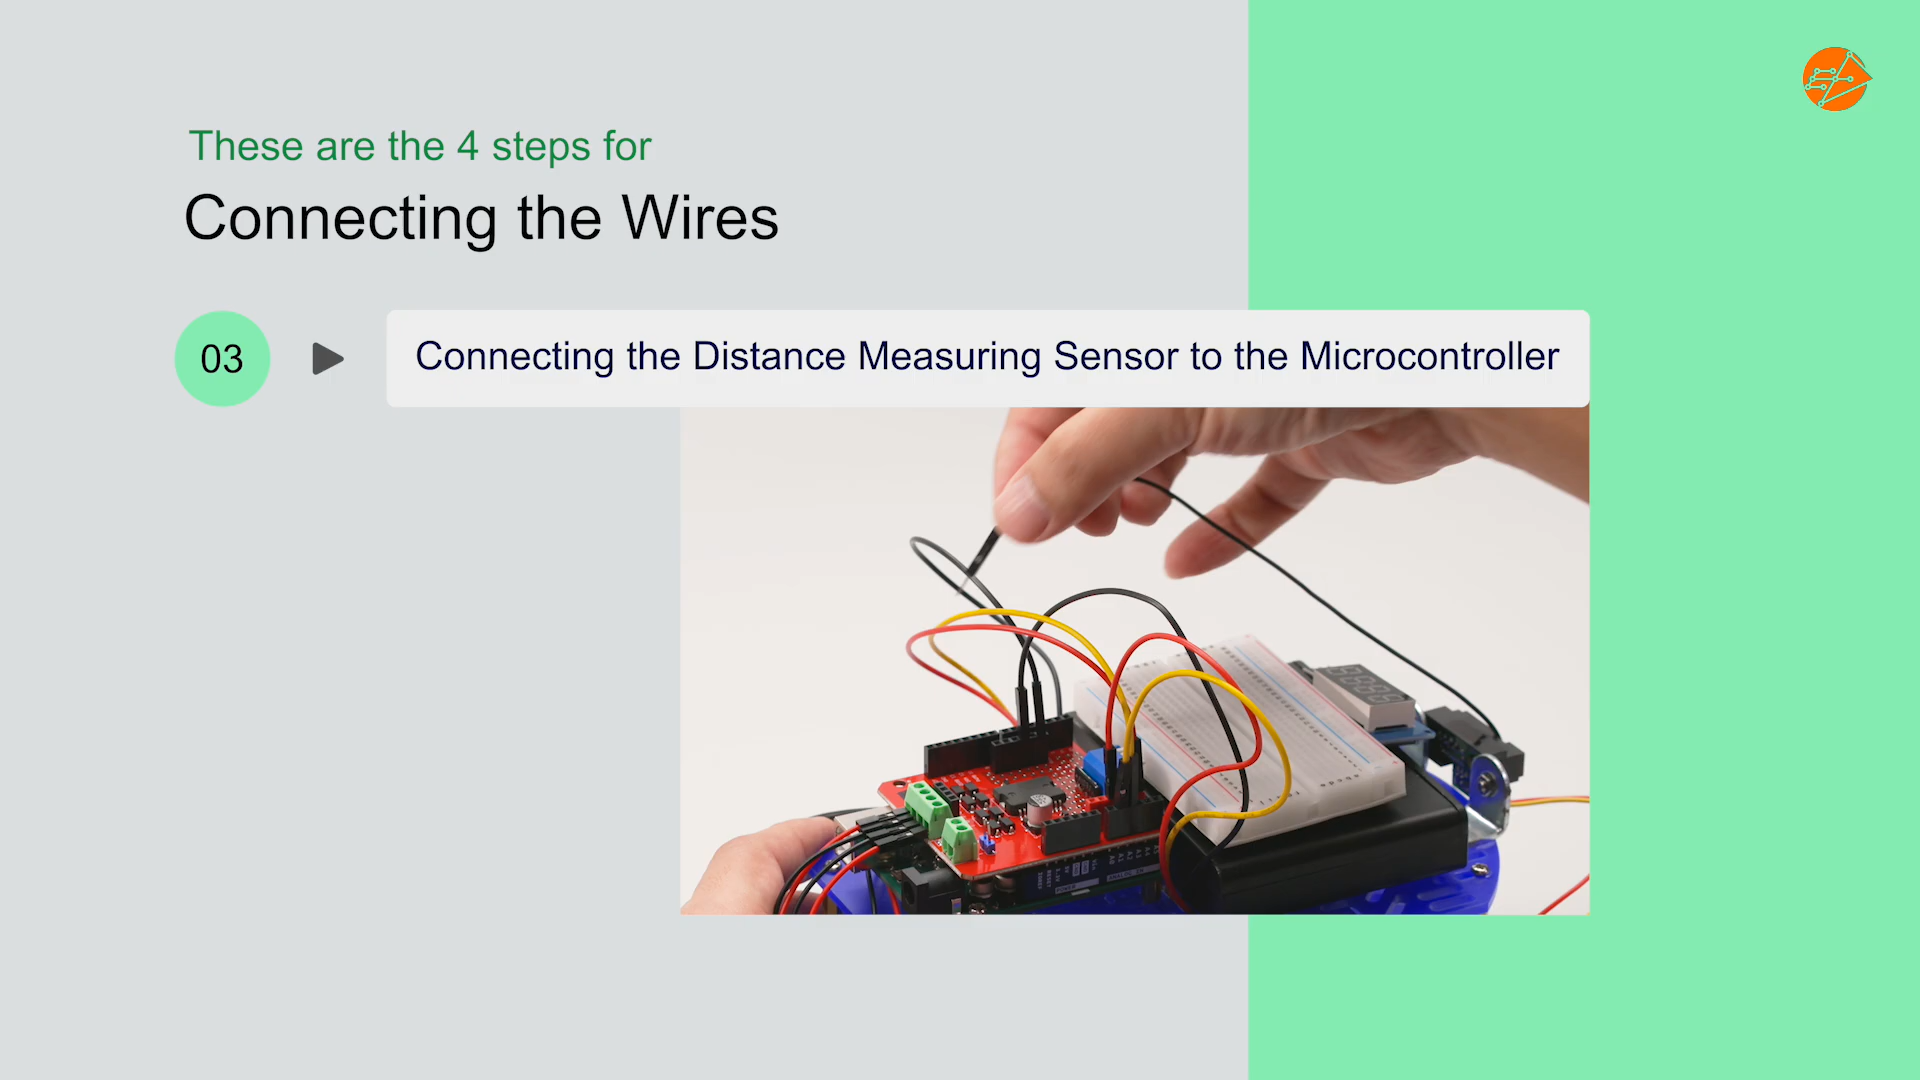 These are the 4 steps for
Connecting the Wires
03
Connecting the Distance Measuring Sensor to the Microcontroller